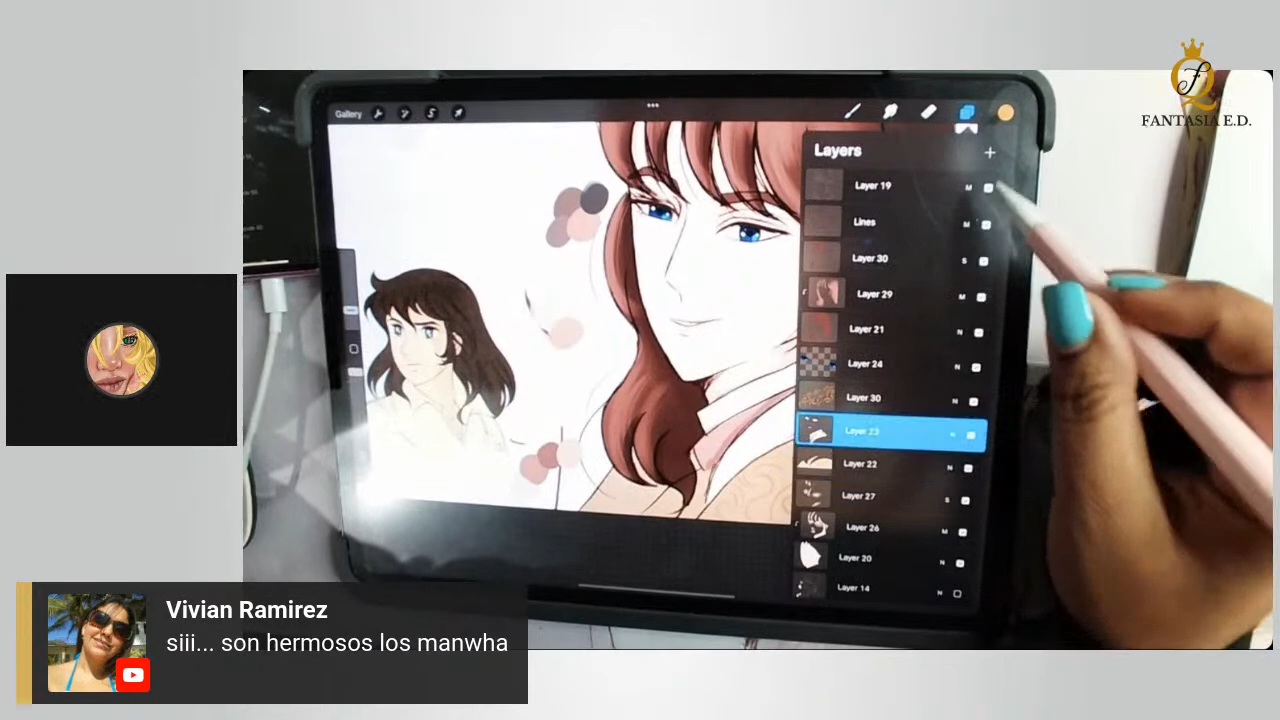 FANTASIA E.D.
Gallery
Layers
Layer 19 M
Lines M
Layer 30 S
Layer 29 M
Layer 21 N
Layer 24 N
Layer 30 N
Layer 23 N
Layer 22 N
Layer 27 S
Layer 26 M
Layer 20 N
Layer 14 N
Vivian Ramirez
siii... son hermosos los manwha